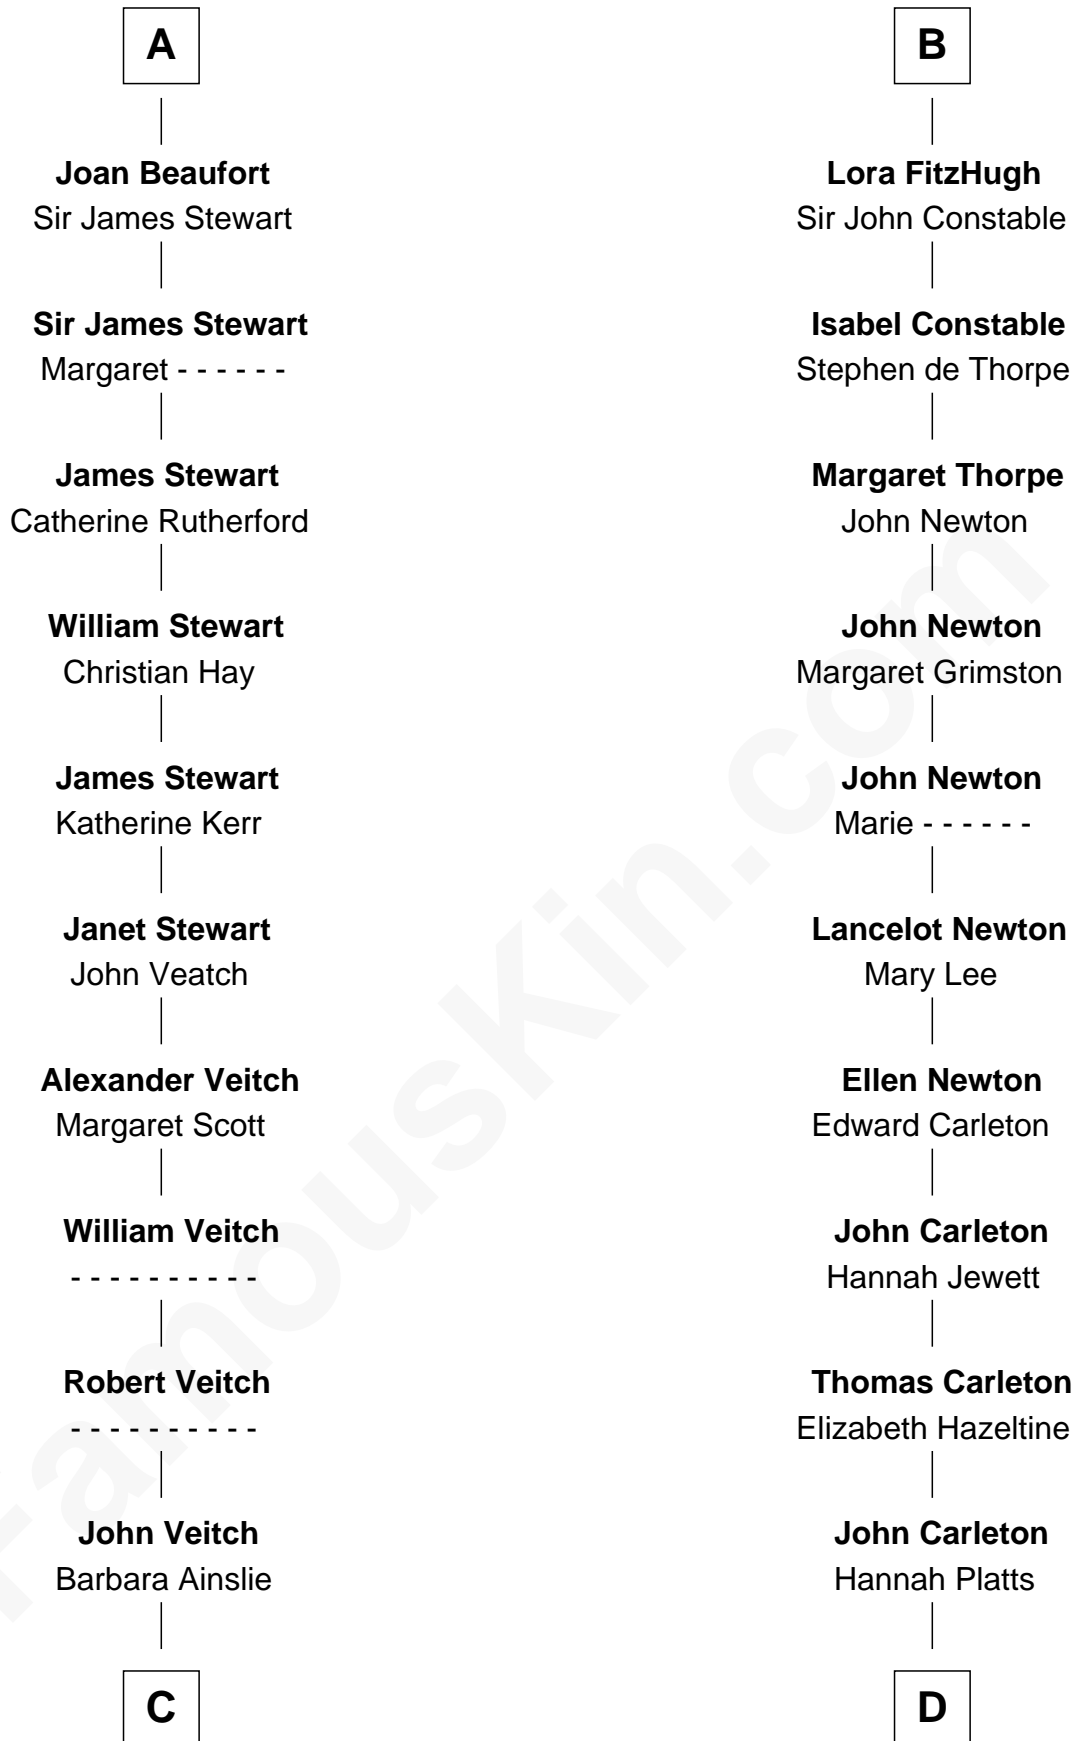 A
Joan Beaufort
Sir James Stewart
Sir James Stewart
Margaret - - - - - -
James Stewart
Catherine Rutherford
William Stewart
Christian Hay
James Stewart
Katherine Kerr
Janet Stewart
John Veatch
Alexander Veitch
Margaret Scott
William Veitch
- - - - - - - - - -
Robert Veitch
- - - - - - - - - -
John Veitch
Barbara Ainslie
C
B
Lora FitzHugh
Sir John Constable
Isabel Constable
Stephen de Thorpe
Margaret Thorpe
John Newton
John Newton
Margaret Grimston
John Newton
Marie - - - - - -
Lancelot Newton
Mary Lee
Ellen Newton
Edward Carleton
John Carleton
Hannah Jewett
Thomas Carleton
Elizabeth Hazeltine
John Carleton
Hannah Platts
D
FamousKin.com